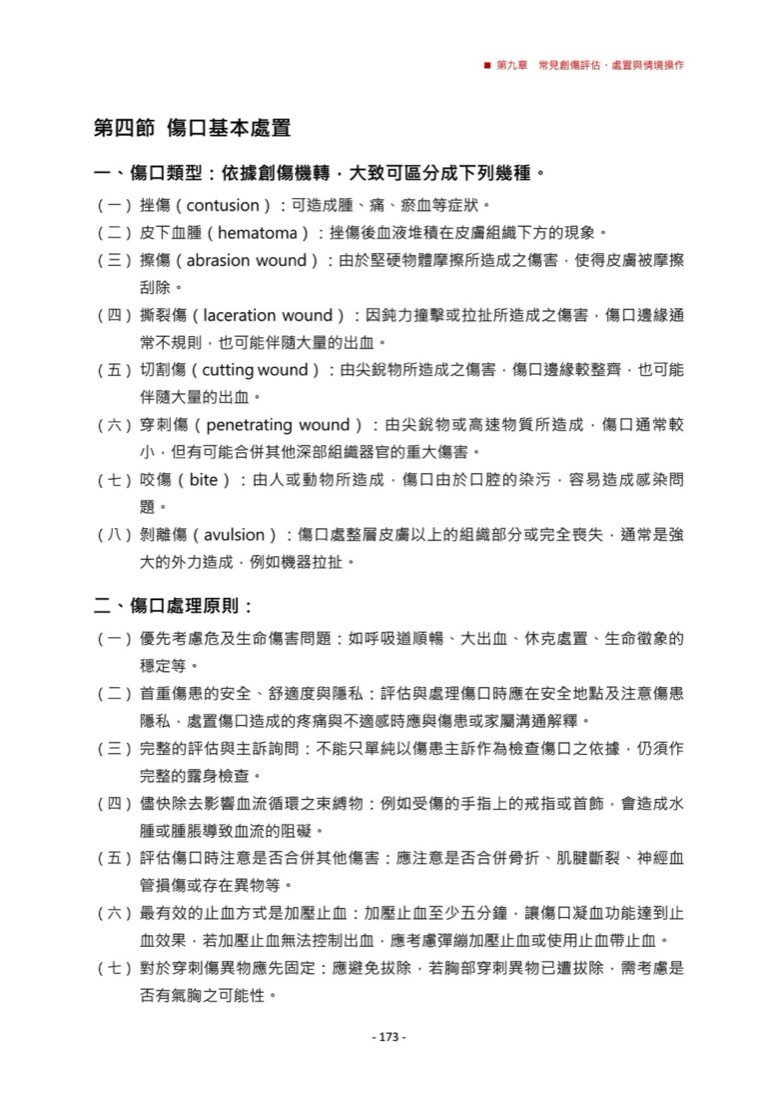 ■ 第九章 常見創傷評估、處置與情境操作
第四節 傷口基本處置
一、傷口類型：依據創傷機轉，大致可區分成下列幾種。
（一）挫傷（contusion）：可造成腫、痛、瘀血等症狀。
（二）皮下血腫（hematoma）：挫傷後血液堆積在皮膚組織下方的現象。
（三）擦傷（abrasion wound）：由於堅硬物體摩擦所造成之傷害，使得皮膚被摩擦
刮除。
（四）撕裂傷（laceration wound）：因鈍力撞擊或拉扯所造成之傷害，傷口邊緣通
常不規則，也可能伴隨大量的出血。
（五）切割傷（cutting wound）：由尖銳物所造成之傷害，傷口邊緣較整齊，也可能
伴隨大量的出血。
（六）穿刺傷（penetrating wound）：由尖銳物或高速物質所造成，傷口通常較
小，但有可能合併其他深部組織器官的重大傷害。
（七）咬傷（bite）：由人或動物所造成，傷口由於口腔的染污，容易造成感染問
題。
（八）剝離傷（avulsion）：傷口處整層皮膚以上的組織部分或完全喪失，通常是強
大的外力造成，例如機器拉扯。
二、傷口處理原則：
（一）優先考慮危及生命傷害問題：如呼吸道順暢、大出血、休克處置、生命徵象的
穩定等。
（二）首重傷患的安全、舒適度與隱私：評估與處理傷口時應在安全地點及注意傷患
隱私，處置傷口造成的疼痛與不適感時應與傷患或家屬溝通解釋。
（三）完整的評估與主訴詢問：不能只單純以傷患主訴作為檢查傷口之依據，仍須作
完整的露身檢查。
（四）儘快除去影響血流循環之束縛物：例如受傷的手指上的戒指或首飾，會造成水
腫或腫脹導致血流的阻礙。
（五）評估傷口時注意是否合併其他傷害：應注意是否合併骨折、肌腱斷裂、神經血
管損傷或存在異物等。
（六）最有效的止血方式是加壓止血：加壓止血至少五分鐘，讓傷口凝血功能達到止
血效果，若加壓止血無法控制出血，應考慮彈繃加壓止血或使用止血帶止血。
（七）對於穿刺傷異物應先固定：應避免拔除，若胸部穿刺異物已遭拔除，需考慮是
否有氣胸之可能性。
- 173 -